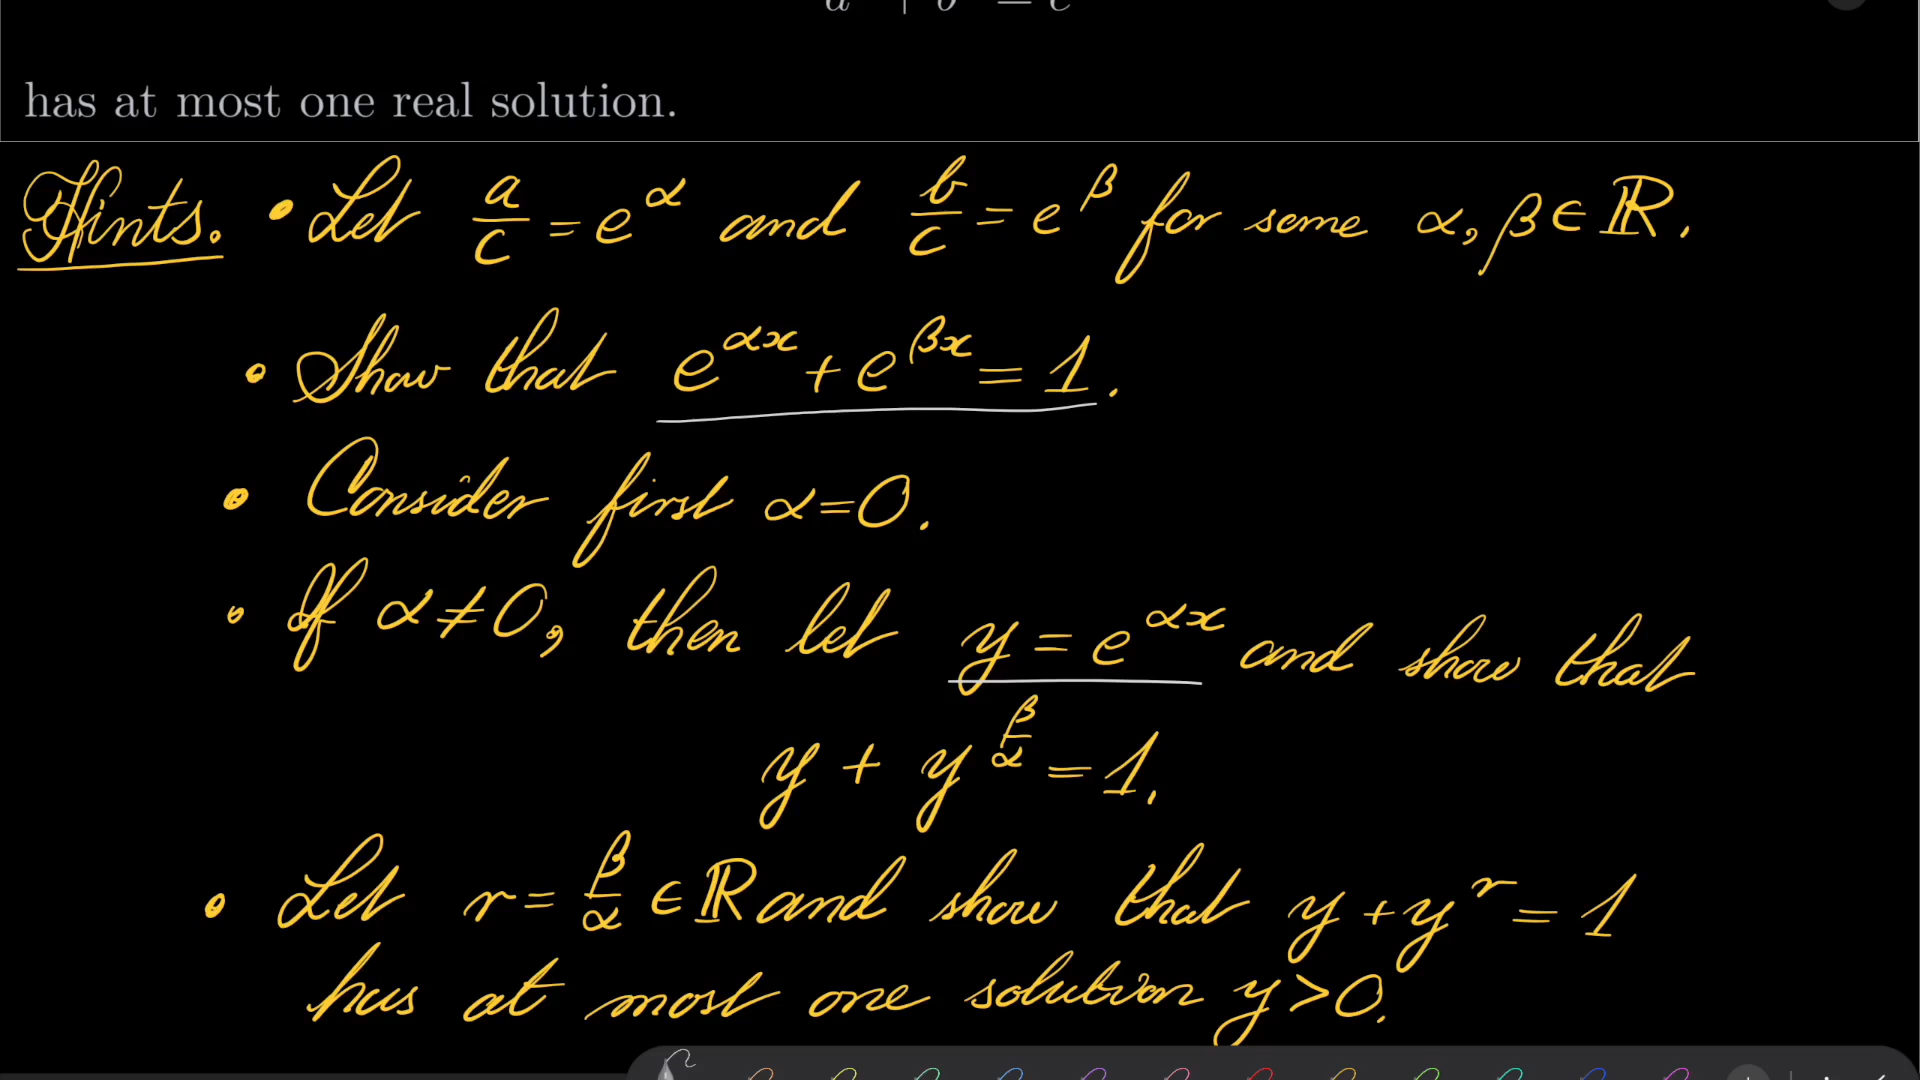 has at most one real solution.
Hints. • Let a/c = e^α and b/c = e^β for some α, β ∈ ℝ.
• Show that e^{αx} + e^{βx} = 1.
• Consider first α = 0.
• If α ≠ 0, then let y = e^{αx} and show that
y + y^{β/α} = 1.
• Let r = β/α ∈ ℝ and show that y + y^r = 1
has at most one solution y > 0.